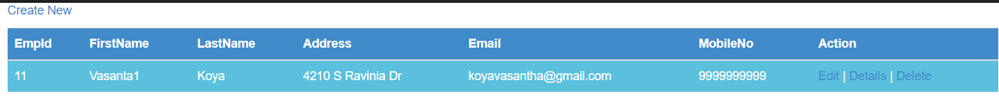 Create New
EmpId FirstName LastName Address Email MobileNo Action
11 Vasanta1 Koya 4210 S Ravinia Dr koyavasantha@gmail.com 9999999999 Edit | Details | Delete